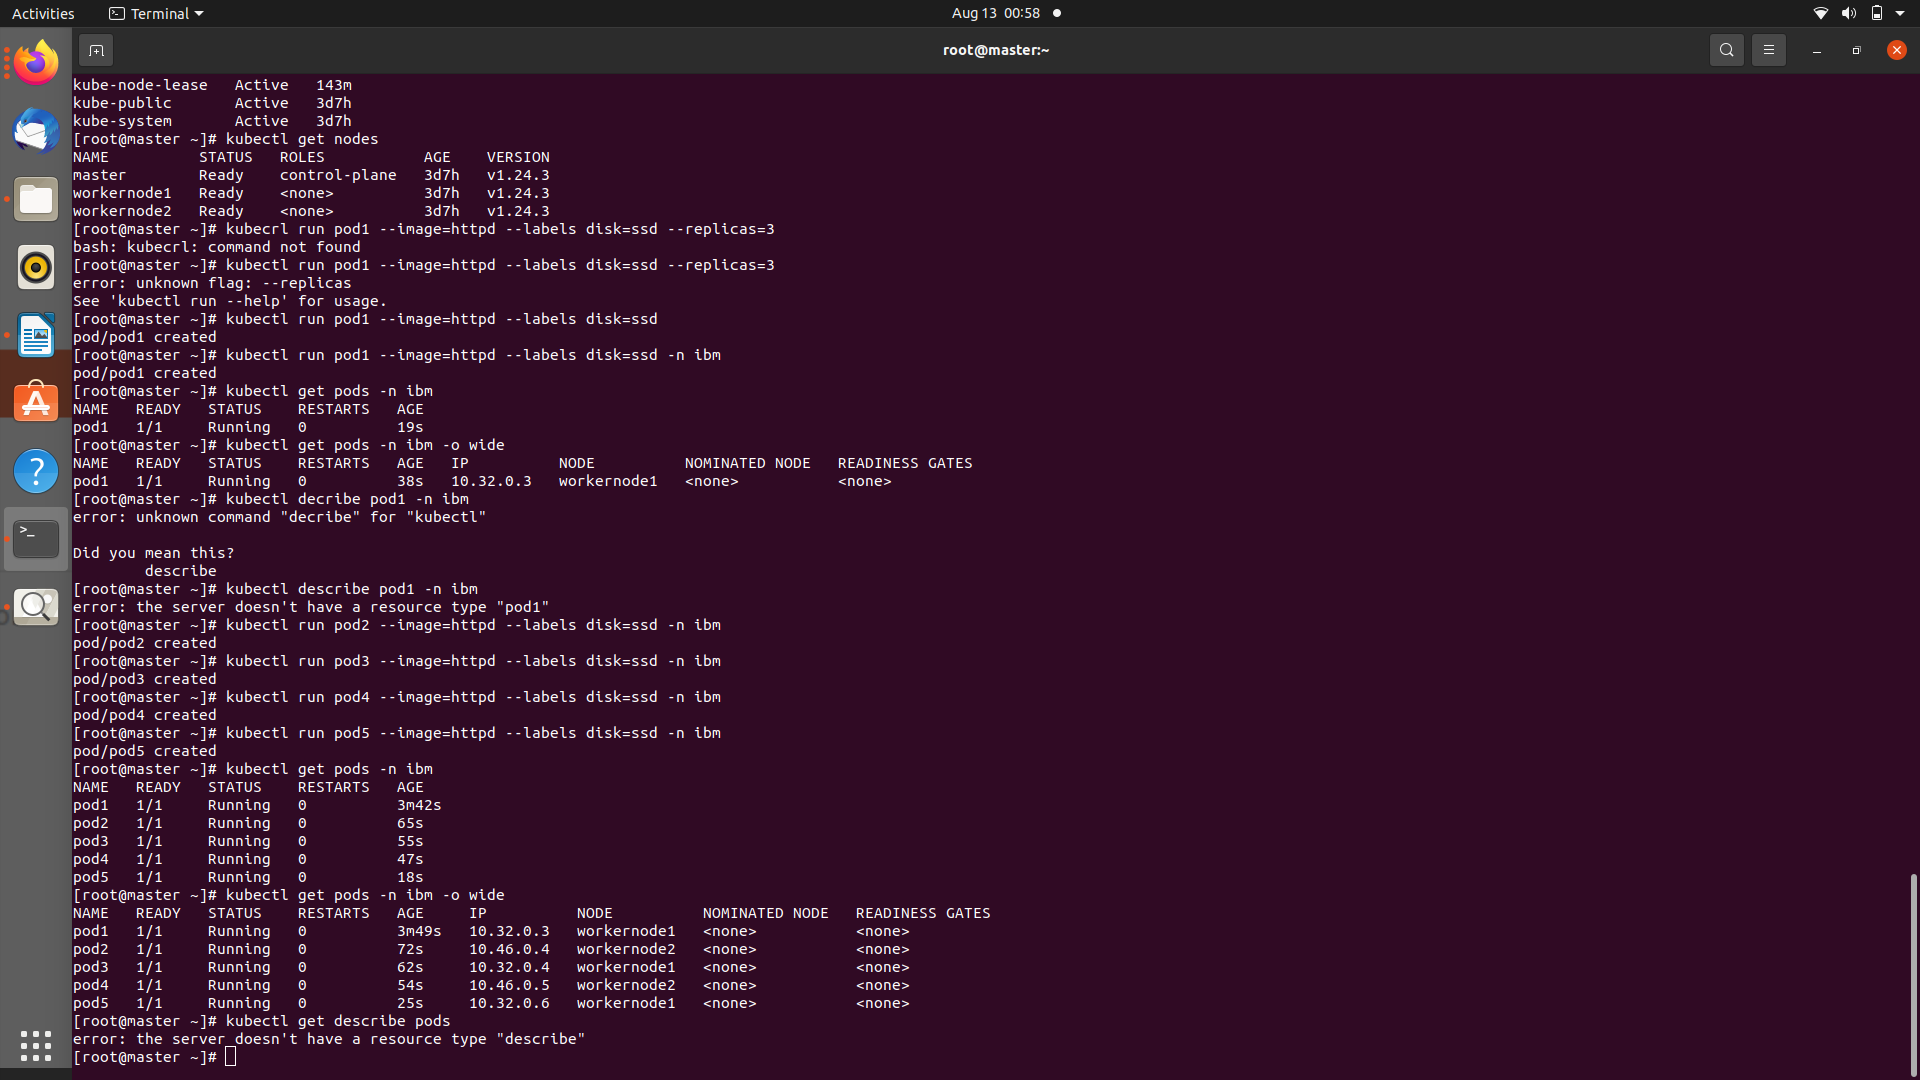 Activities
Terminal
Aug 13 00:58
root@master:~
kube-node-lease   Active   143m
kube-public       Active   3d7h
kube-system       Active   3d7h
[root@master ~]# kubectl get nodes
NAME          STATUS   ROLES           AGE    VERSION
master        Ready    control-plane   3d7h   v1.24.3
workernode1   Ready    <none>          3d7h   v1.24.3
workernode2   Ready    <none>          3d7h   v1.24.3
[root@master ~]# kubecrl run pod1 --image=httpd --labels disk=ssd --replicas=3
bash: kubecrl: command not found
[root@master ~]# kubectl run pod1 --image=httpd --labels disk=ssd --replicas=3
error: unknown flag: --replicas
See 'kubectl run --help' for usage.
[root@master ~]# kubectl run pod1 --image=httpd --labels disk=ssd
pod/pod1 created
[root@master ~]# kubectl run pod1 --image=httpd --labels disk=ssd -n ibm
pod/pod1 created
[root@master ~]# kubectl get pods -n ibm
NAME   READY   STATUS    RESTARTS   AGE
pod1   1/1     Running   0          19s
[root@master ~]# kubectl get pods -n ibm -o wide
NAME   READY   STATUS    RESTARTS   AGE   IP          NODE          NOMINATED NODE   READINESS GATES
pod1   1/1     Running   0          38s   10.32.0.3   workernode1   <none>           <none>
[root@master ~]# kubectl decribe pod1 -n ibm
error: unknown command "decribe" for "kubectl"

Did you mean this?
        describe
[root@master ~]# kubectl describe pod1 -n ibm
error: the server doesn't have a resource type "pod1"
[root@master ~]# kubectl run pod2 --image=httpd --labels disk=ssd -n ibm
pod/pod2 created
[root@master ~]# kubectl run pod3 --image=httpd --labels disk=ssd -n ibm
pod/pod3 created
[root@master ~]# kubectl run pod4 --image=httpd --labels disk=ssd -n ibm
pod/pod4 created
[root@master ~]# kubectl run pod5 --image=httpd --labels disk=ssd -n ibm
pod/pod5 created
[root@master ~]# kubectl get pods -n ibm
NAME   READY   STATUS    RESTARTS   AGE
pod1   1/1     Running   0          3m42s
pod2   1/1     Running   0          65s
pod3   1/1     Running   0          55s
pod4   1/1     Running   0          47s
pod5   1/1     Running   0          18s
[root@master ~]# kubectl get pods -n ibm -o wide
NAME   READY   STATUS    RESTARTS   AGE     IP          NODE          NOMINATED NODE   READINESS GATES
pod1   1/1     Running   0          3m49s   10.32.0.3   workernode1   <none>           <none>
pod2   1/1     Running   0          72s     10.46.0.4   workernode2   <none>           <none>
pod3   1/1     Running   0          62s     10.32.0.4   workernode1   <none>           <none>
pod4   1/1     Running   0          54s     10.46.0.5   workernode2   <none>           <none>
pod5   1/1     Running   0          25s     10.32.0.6   workernode1   <none>           <none>
[root@master ~]# kubectl get describe pods
error: the server doesn't have a resource type "describe"
[root@master ~]#